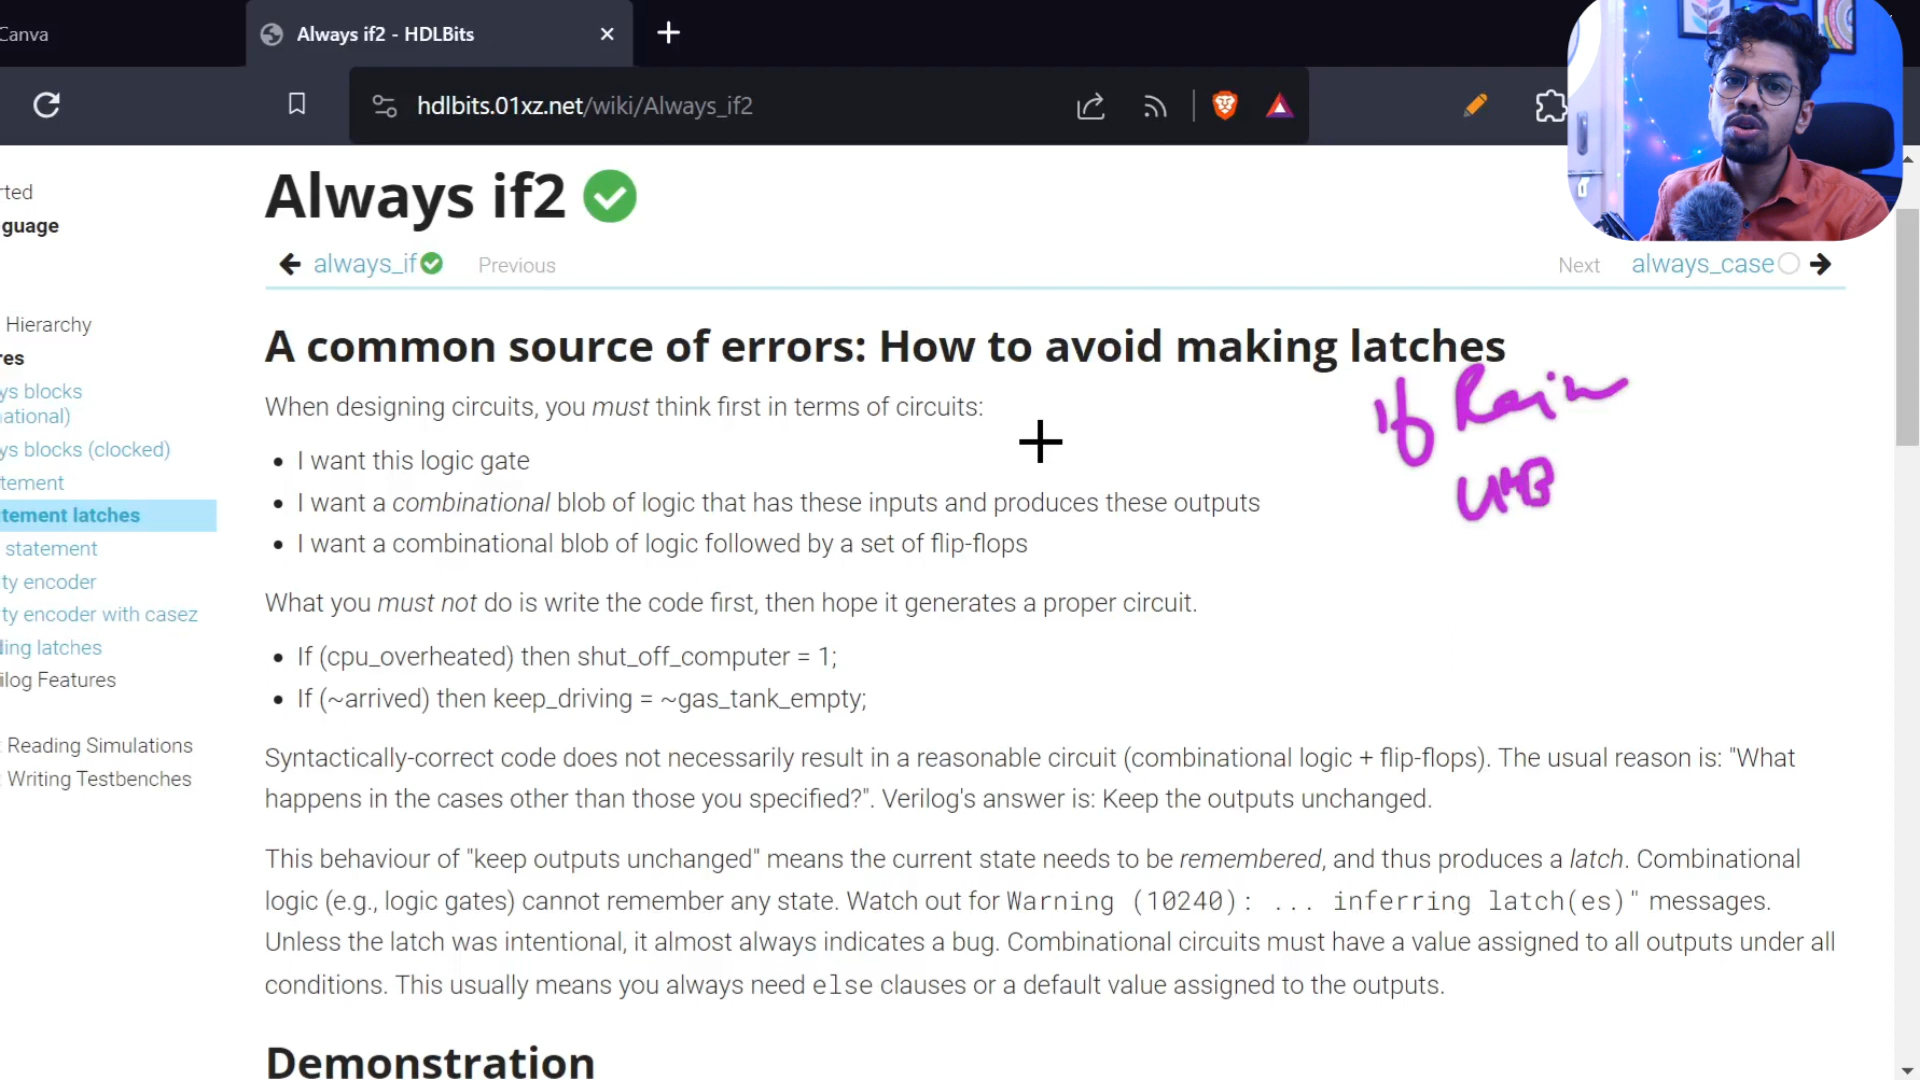 Canva
Always if2 - HDLBits
hdlbits.01xz.net/wiki/Always_if2
rted
guage
Hierarchy
res
ys blocks
national)
ys blocks (clocked)
tement
tement latches
statement
ty encoder
ty encoder with casez
ding latches
ilog Features
: Reading Simulations
: Writing Testbenches
Always if2
always_if Previous
Next always_case
A common source of errors: How to avoid making latches
When designing circuits, you must think first in terms of circuits:
• I want this logic gate
• I want a combinational blob of logic that has these inputs and produces these outputs
• I want a combinational blob of logic followed by a set of flip-flops
If Rain
UMB
What you must not do is write the code first, then hope it generates a proper circuit.
• If (cpu_overheated) then shut_off_computer = 1;
• If (~arrived) then keep_driving = ~gas_tank_empty;
Syntactically-correct code does not necessarily result in a reasonable circuit (combinational logic + flip-flops). The usual reason is: "What
happens in the cases other than those you specified?". Verilog's answer is: Keep the outputs unchanged.
This behaviour of "keep outputs unchanged" means the current state needs to be remembered, and thus produces a latch. Combinational
logic (e.g., logic gates) cannot remember any state. Watch out for Warning (10240): ... inferring latch(es)" messages.
Unless the latch was intentional, it almost always indicates a bug. Combinational circuits must have a value assigned to all outputs under all
conditions. This usually means you always need else clauses or a default value assigned to the outputs.
Demonstration